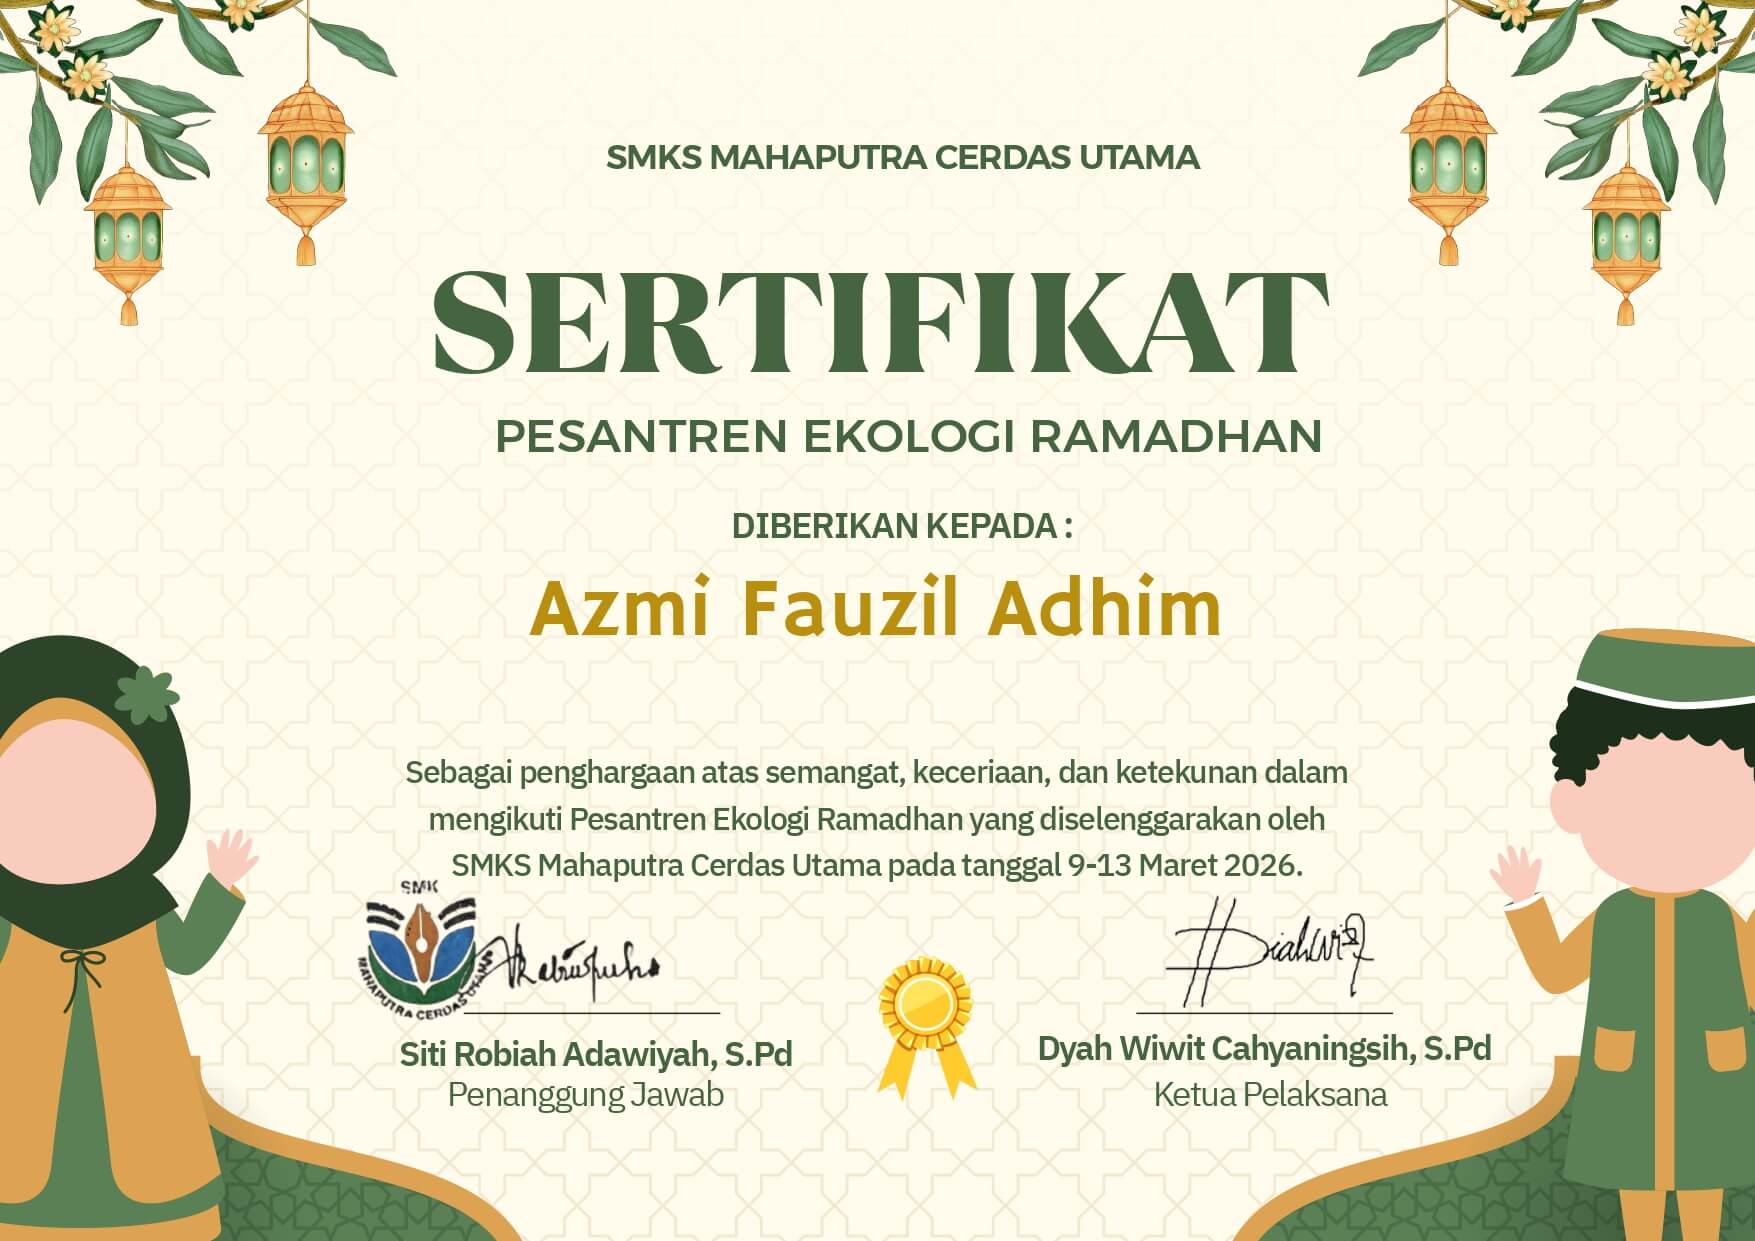 SMKS MAHAPUTRA CERDAS UTAMA
SERTIFIKAT
PESANTREN EKOLOGI RAMADHAN
DIBERIKAN KEPADA :
Azmi Fauzil Adhim
Sebagai penghargaan atas semangat, keceriaan, dan ketekunan dalam
mengikuti Pesantren Ekologi Ramadhan yang diselenggarakan oleh
SMKS Mahaputra Cerdas Utama pada tanggal 9-13 Maret 2026.
SMK
MAHAPUTRA CERDAS UTAMA
Siti Robiah Adawiyah, S.Pd
Penanggung Jawab
Dyah Wiwit Cahyaningsih, S.Pd
Ketua Pelaksana